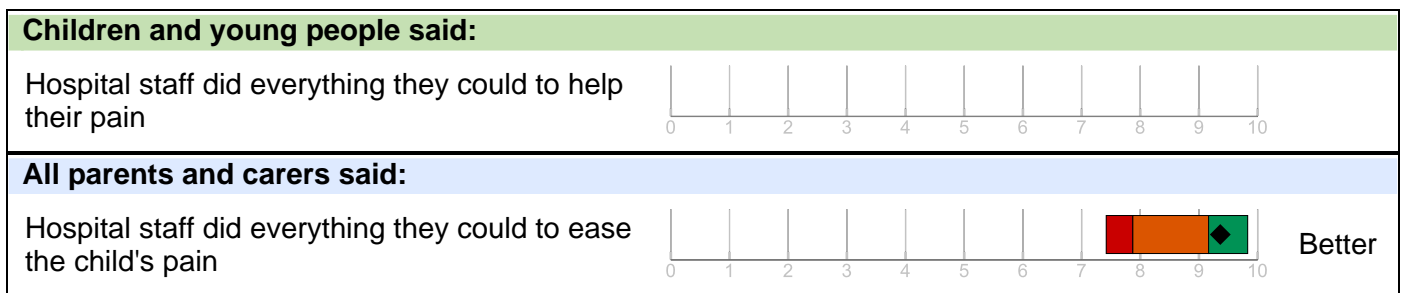 Children and young people said:
Hospital staff did everything they could to help
their pain
0 1 2 3 4 5 6 7 8 9 10
All parents and carers said:
Hospital staff did everything they could to ease
the child's pain
0 1 2 3 4 5 6 7 8 9 10
Better